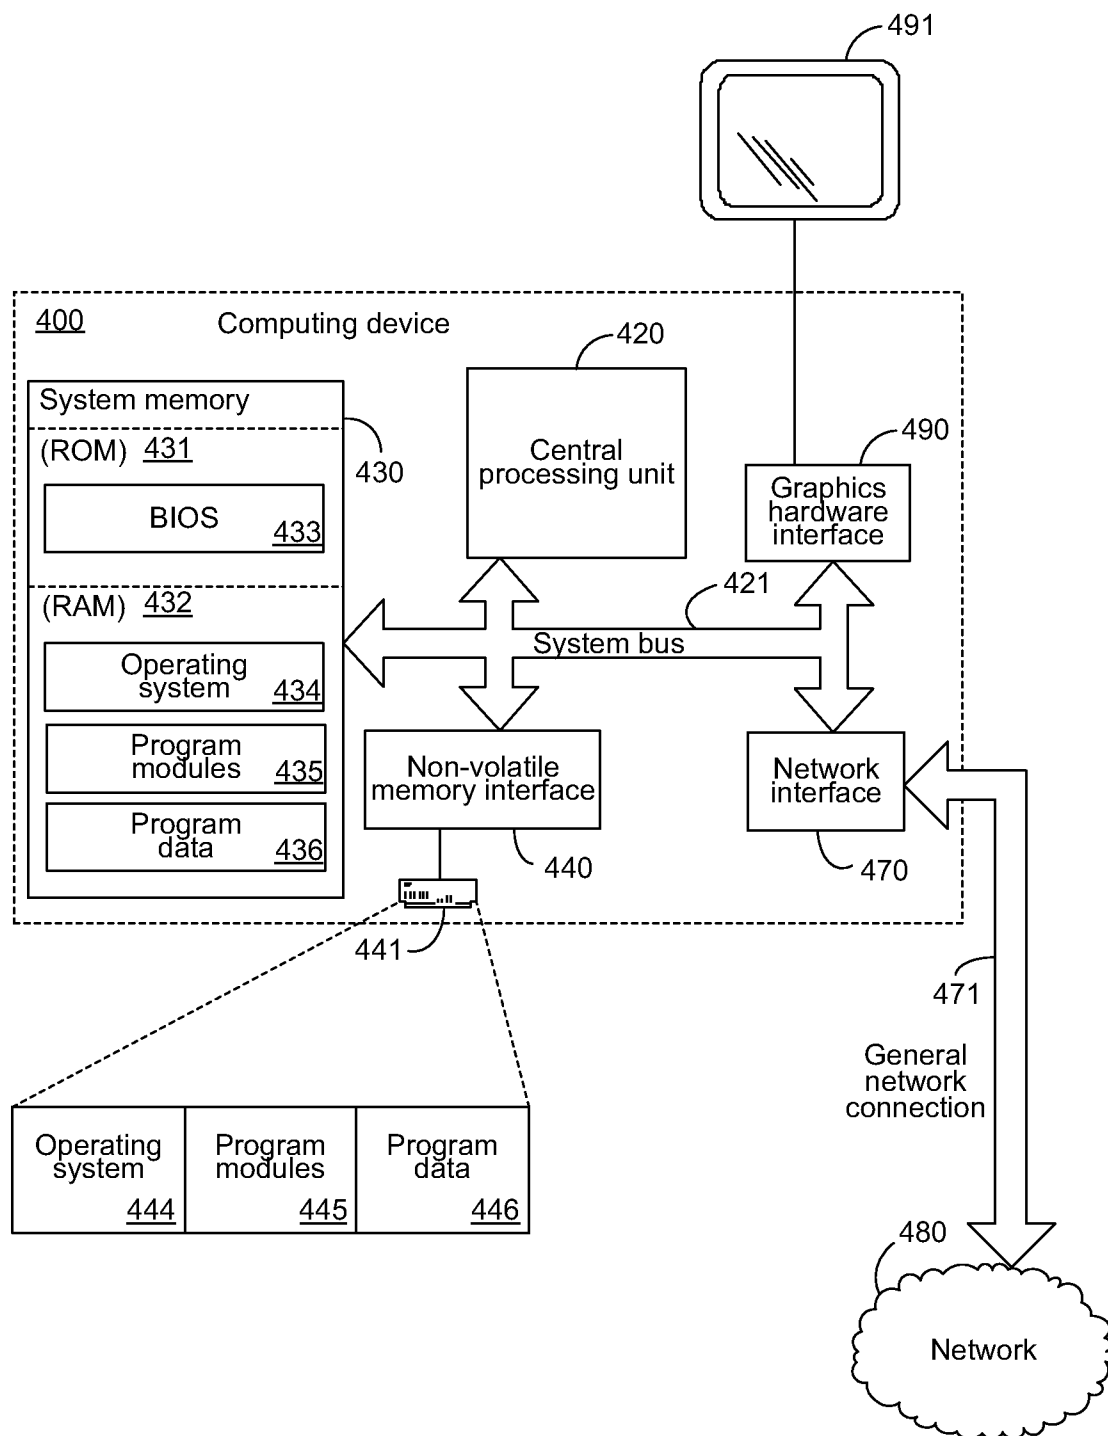 491
400
Computing device
420
System memory
(ROM) 431
430
490
Central
processing unit
Graphics
hardware
interface
BIOS
433
421
(RAM) 432
System bus
Operating
system
434
Program
modules
435
Non-volatile
memory interface
Network
interface
Program
data
436
440
470
441
471
General
network
connection
Operating
system
444
Program
modules
445
Program
data
446
480
Network